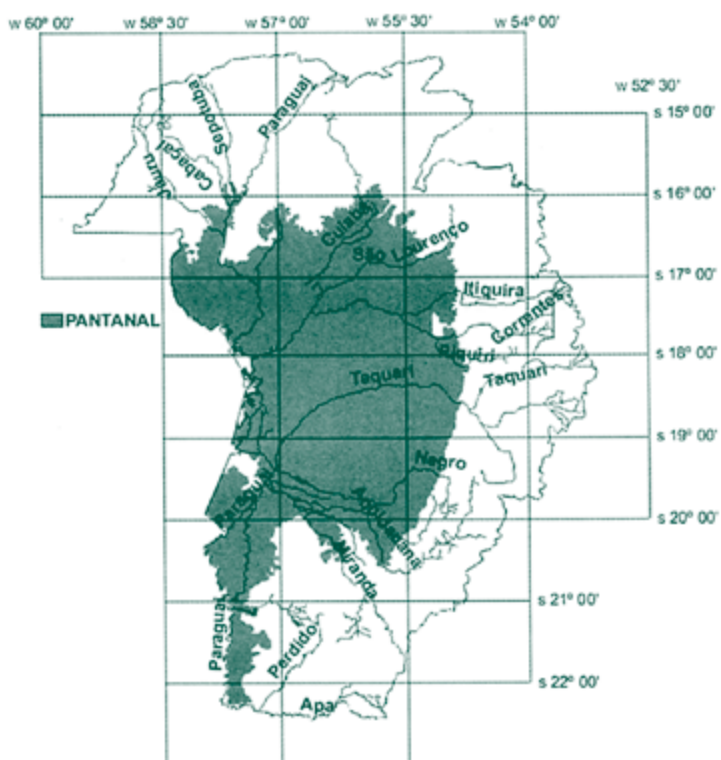 w 60º 00'
w 58º 30'
w 57º 00'
w 55º 30'
w 54º 00'
w 52º 30'
s 15º 00'
s 16º 00'
s 17º 00'
s 18º 00'
s 19º 00'
s 20º 00'
s 21º 00'
s 22º 00'
Jauru
Cabaçal
Sepotuba
Paraguai
Cuiabá
São Lourenço
Itiquira
Correntes
Piquiri
Taquari
Taquari
Negro
Aquidauana
Miranda
Paraguai
Paraguai
Perdido
Apa
PANTANAL